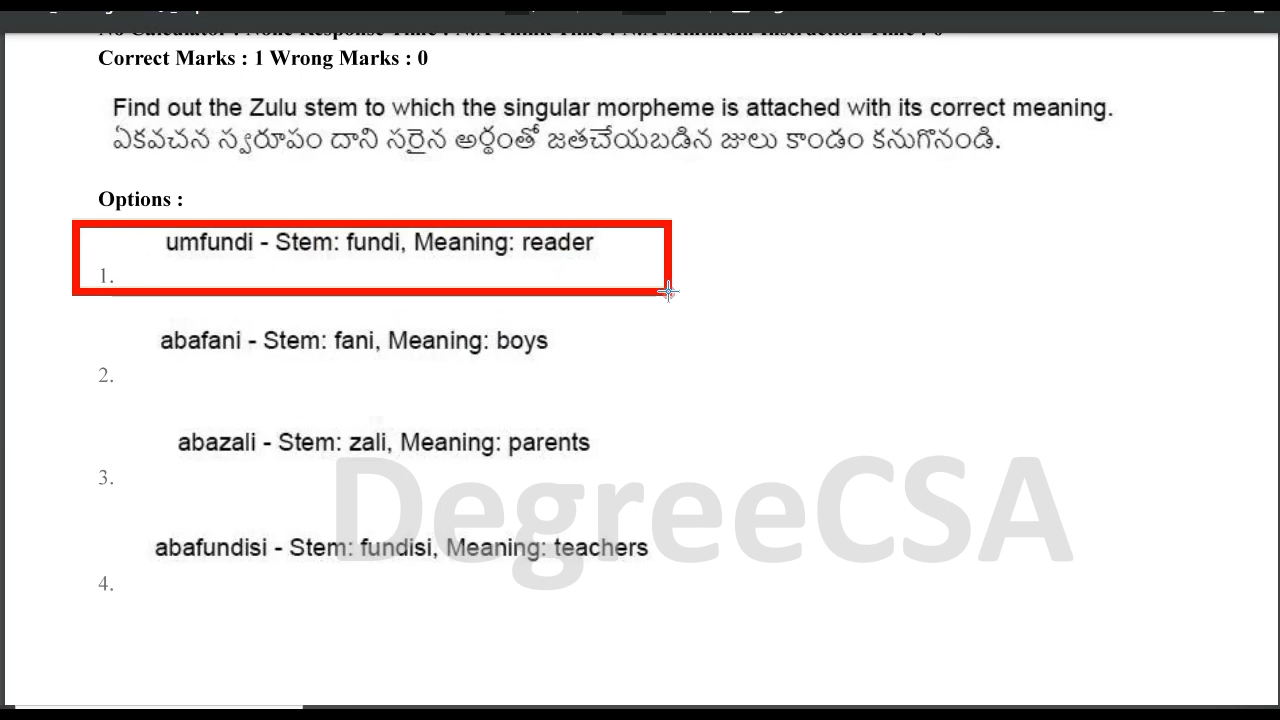 Correct Marks : 1 Wrong Marks : 0
Find out the Zulu stem to which the singular morpheme is attached with its correct meaning.
ఏకవచన స్వరూపం దాని సరైన అర్థంతో జతచేయబడిన జులు కాండం కనుగొనండి.
Options :
umfundi - Stem: fundi, Meaning: reader
1.
abafani - Stem: fani, Meaning: boys
2.
abazali - Stem: zali, Meaning: parents
3.
DegreeCSA
abafundisi - Stem: fundisi, Meaning: teachers
4.